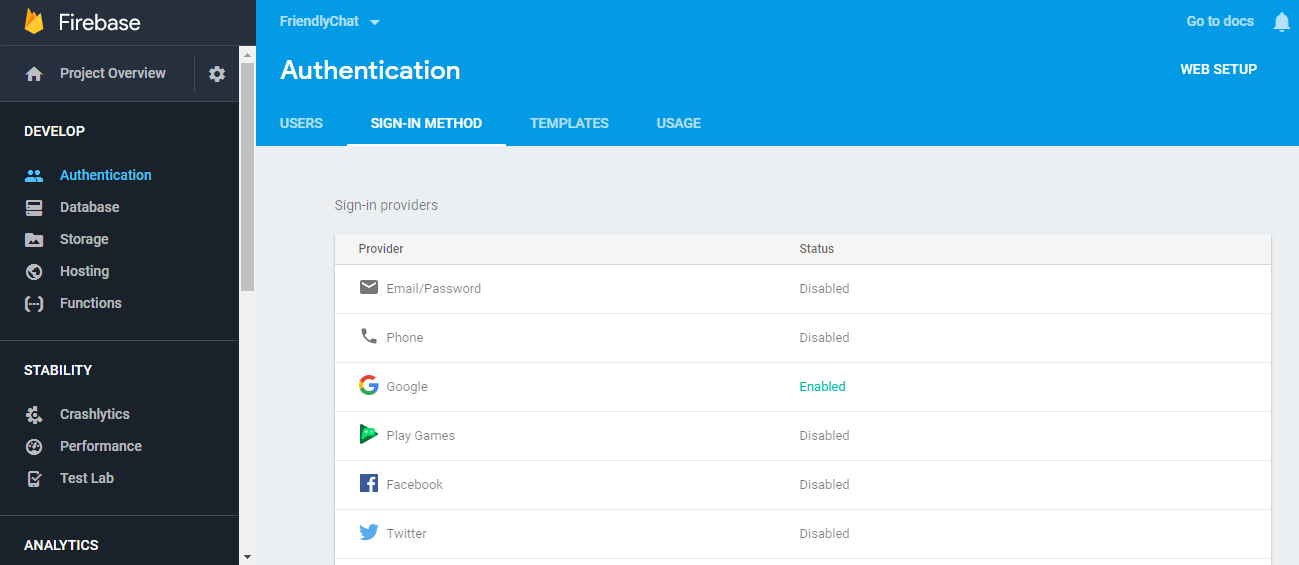 Firebase
FriendlyChat
Go to docs
Project Overview
Authentication
WEB SETUP
USERS SIGN-IN METHOD TEMPLATES USAGE
DEVELOP
Authentication
Database
Storage
Hosting
Functions
STABILITY
Crashlytics
Performance
Test Lab
ANALYTICS
Sign-in providers
Provider Status
Email/Password Disabled
Phone Disabled
Google Enabled
Play Games Disabled
Facebook Disabled
Twitter Disabled